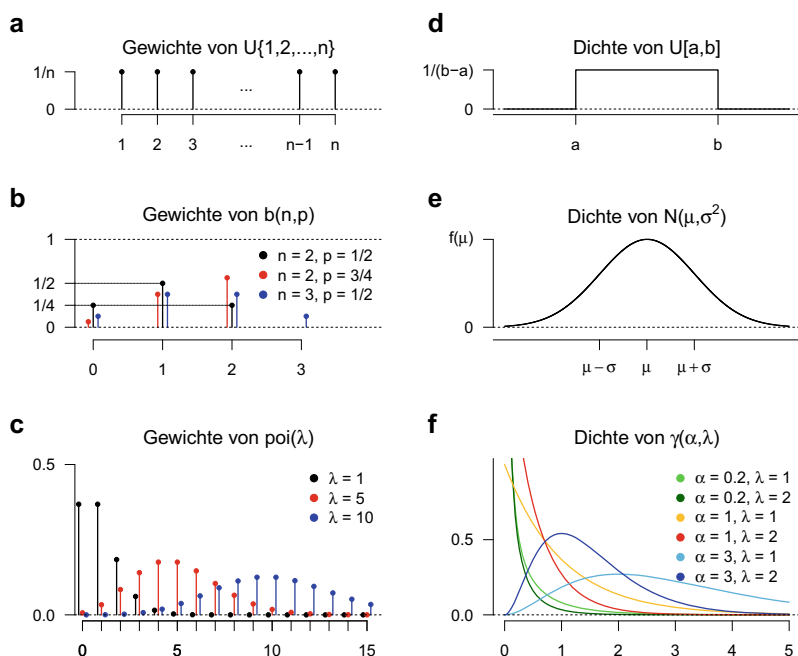 a
Gewichte von U{1,2,...,n}
1/n
0
...
1 2 3 ... n−1 n
b
Gewichte von b(n,p)
1
1/2
1/4
0
n = 2, p = 1/2
n = 2, p = 3/4
n = 3, p = 1/2
0 1 2 3
c
Gewichte von poi(λ)
0.5
0.0
λ = 1
λ = 5
λ = 10
0 5 10 15
d
Dichte von U[a,b]
1/(b−a)
0
a b
e
Dichte von N(μ,σ²)
f(μ)
0
μ−σ μ μ+σ
f
Dichte von γ(α,λ)
0.5
0.0
α = 0.2, λ = 1
α = 0.2, λ = 2
α = 1, λ = 1
α = 1, λ = 2
α = 3, λ = 1
α = 3, λ = 2
0 1 2 3 4 5